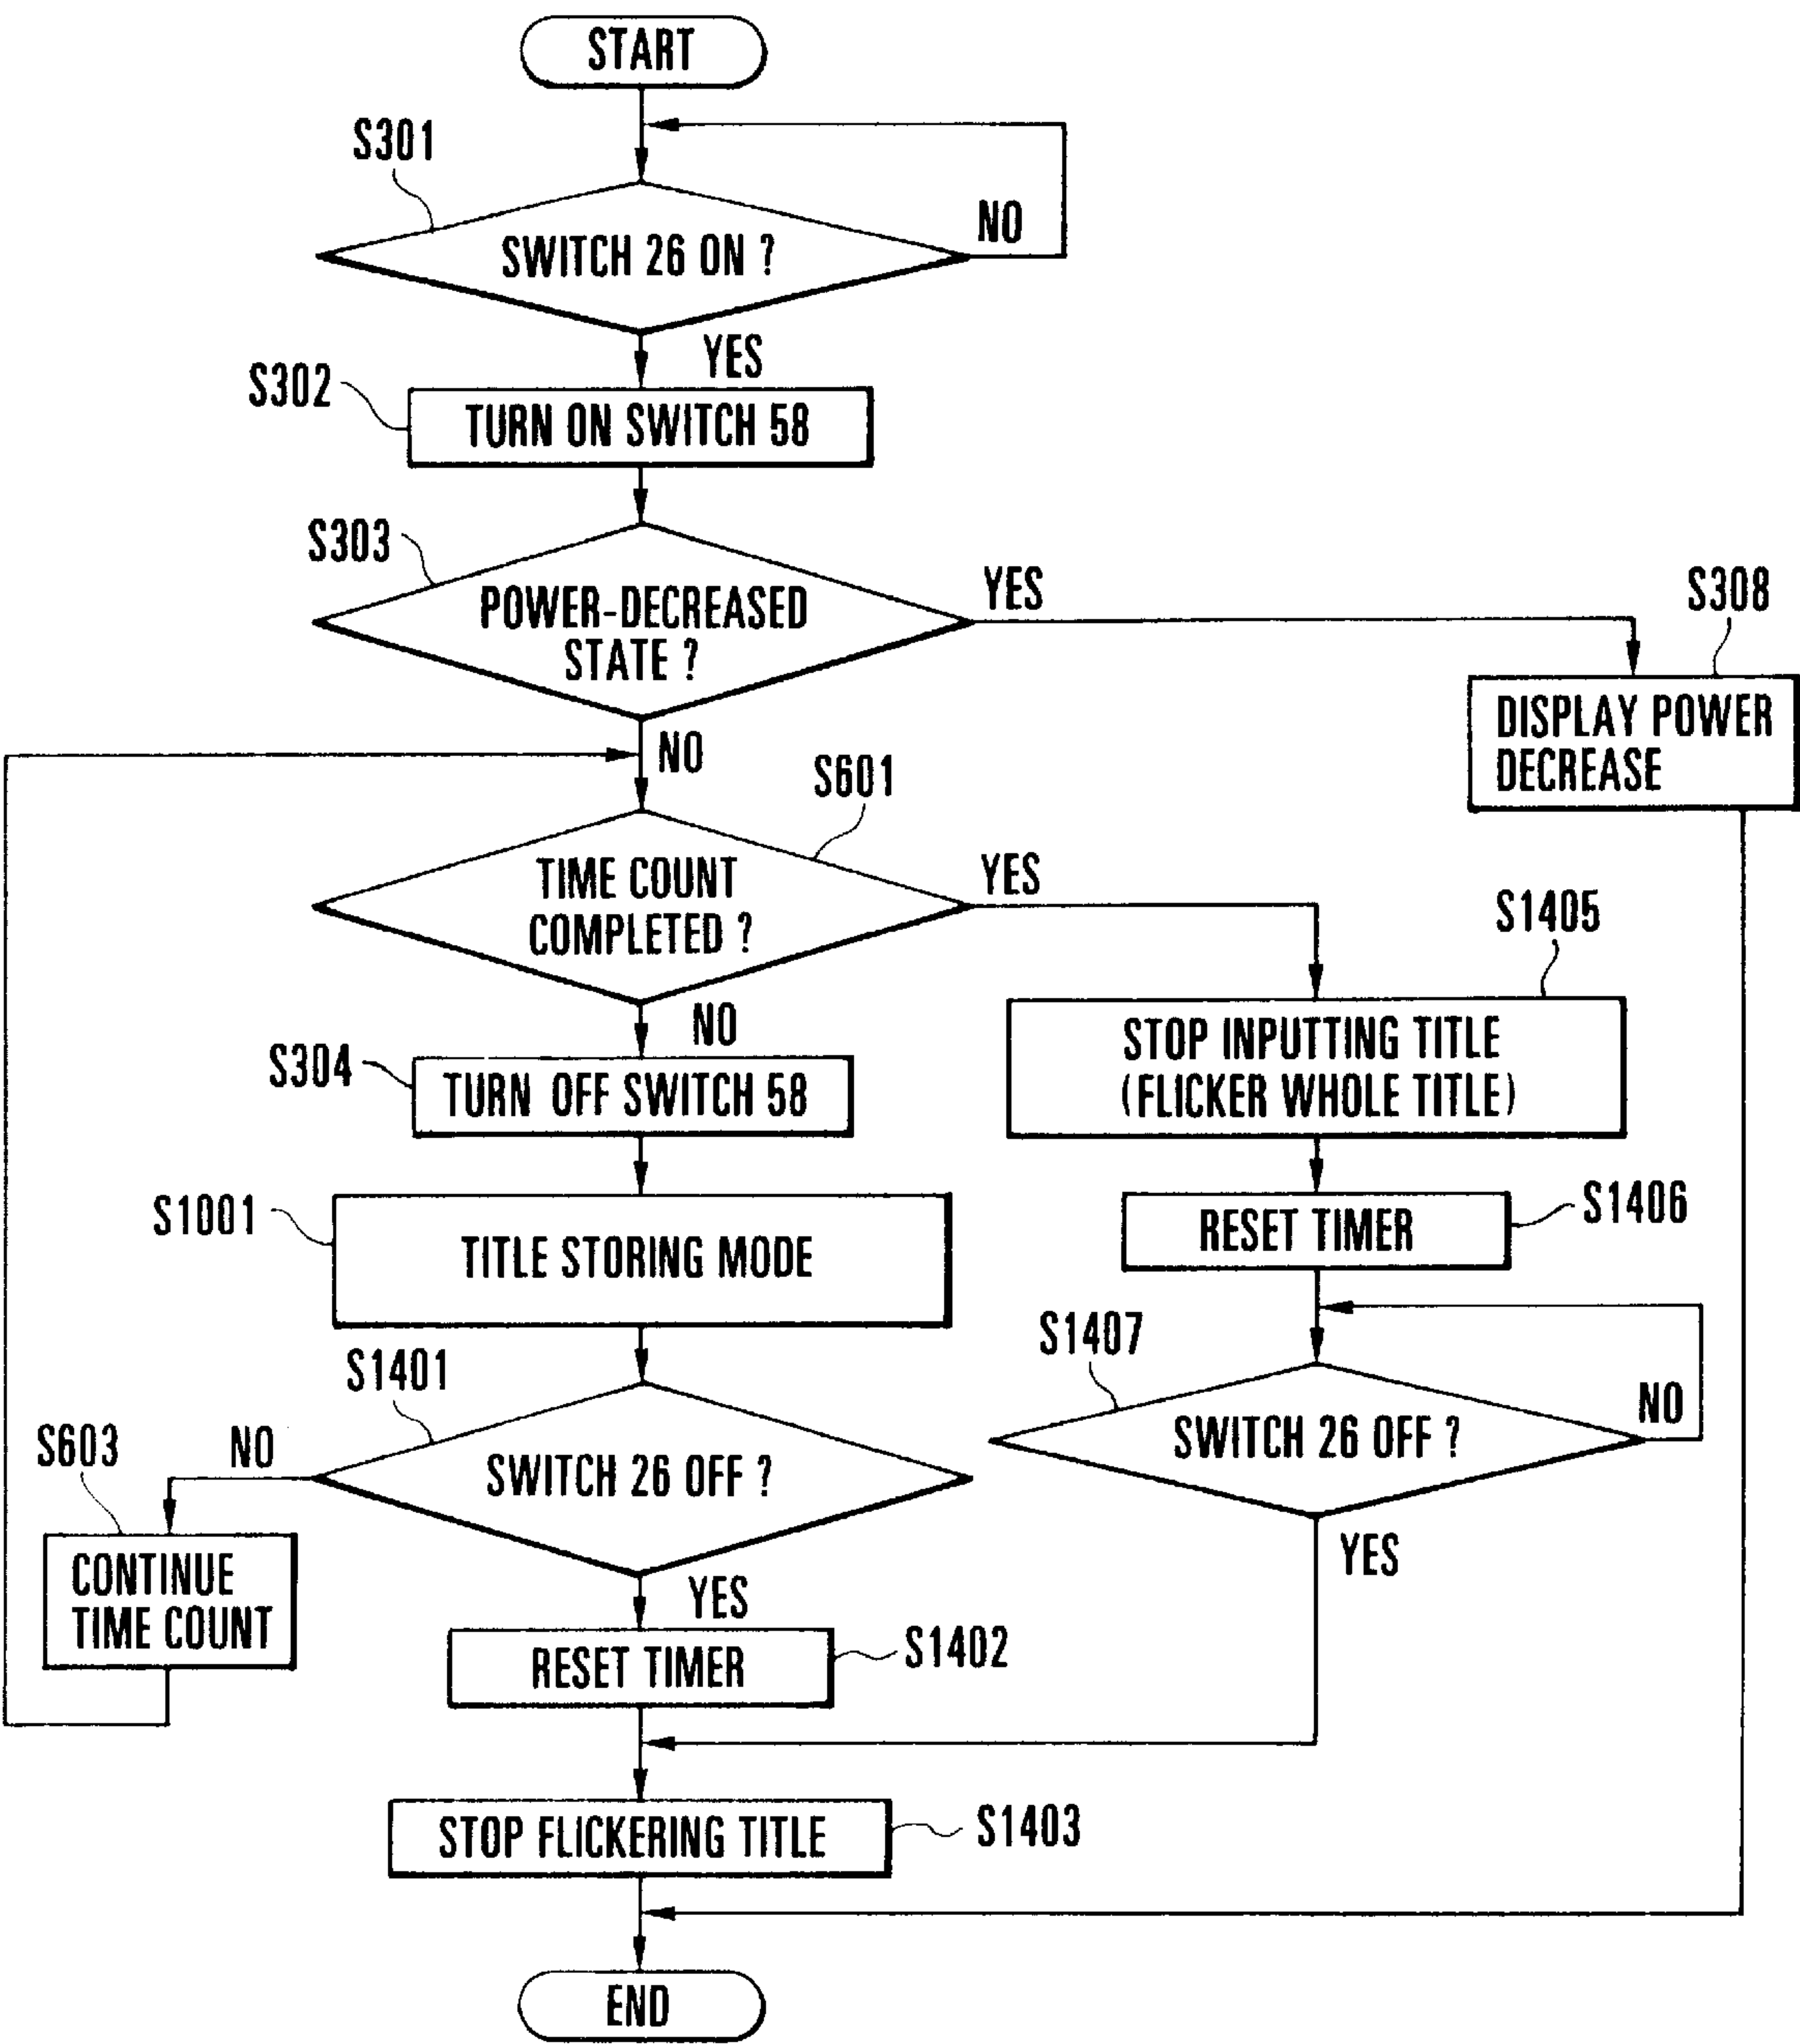 START
S301
SWITCH 26 ON ?
NO
YES
S302
TURN ON SWITCH 58
S303
POWER-DECREASED
STATE ?
YES
S308
DISPLAY POWER
DECREASE
NO
S601
TIME COUNT
COMPLETED ?
YES
S1405
STOP INPUTTING TITLE
(FLICKER WHOLE TITLE)
NO
S304
TURN OFF SWITCH 58
S1001
TITLE STORING MODE
RESET TIMER
S1406
S1407
SWITCH 26 OFF ?
NO
YES
S1401
SWITCH 26 OFF ?
NO
S603
CONTINUE
TIME COUNT
YES
RESET TIMER
S1402
STOP FLICKERING TITLE
S1403
END